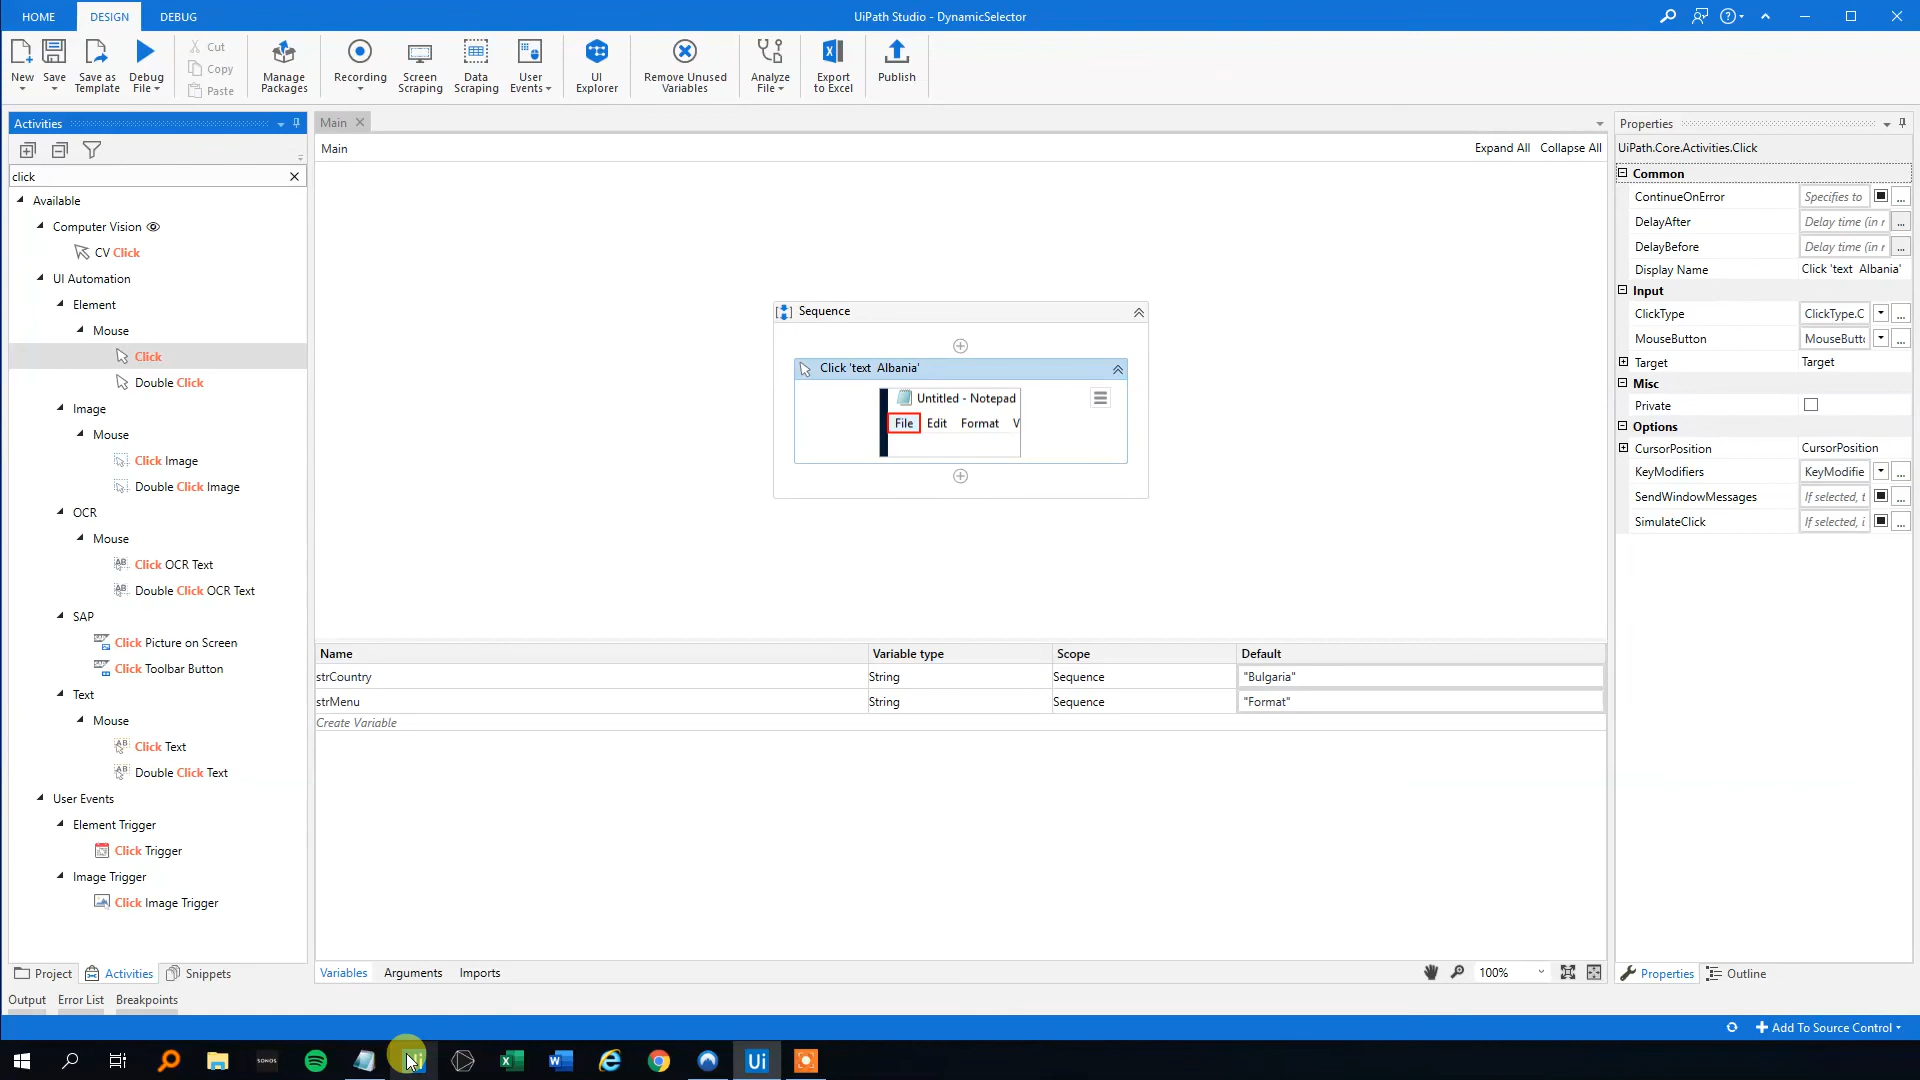 HOME DESIGN DEBUG UiPath Studio - DynamicSelector
New Save Save as Template Debug File Cut Copy Paste Manage Packages Recording Screen Scraping Data Scraping User Events UI Explorer Remove Unused Variables Analyze File Export to Excel Publish
Activities
click
Available
Computer Vision
CV Click
UI Automation
Element
Mouse
Click
Double Click
Image
Mouse
Click Image
Double Click Image
OCR
Mouse
Click OCR Text
Double Click OCR Text
SAP
Click Picture on Screen
Click Toolbar Button
Text
Mouse
Click Text
Double Click Text
User Events
Element Trigger
Click Trigger
Image Trigger
Click Image Trigger
Project Activities Snippets
Output Error List Breakpoints
Main
Main Expand All Collapse All
Sequence
Click 'text Albania'
Untitled - Notepad
File Edit Format V
Name Variable type Scope Default
strCountry String Sequence "Bulgaria"
strMenu String Sequence "Format"
Create Variable
Variables Arguments Imports 100%
Properties
UiPath.Core.Activities.Click
Common
ContinueOnError Specifies to ...
DelayAfter Delay time (in r ...
DelayBefore Delay time (in r ...
Display Name Click 'text Albania'
Input
ClickType ClickType.C ...
MouseButton MouseButt ...
Target Target
Misc
Private
Options
CursorPosition CursorPosition
KeyModifiers KeyModifie ...
SendWindowMessages If selected, t ...
SimulateClick If selected, i ...
Properties Outline
Add To Source Control
SONOS Ui